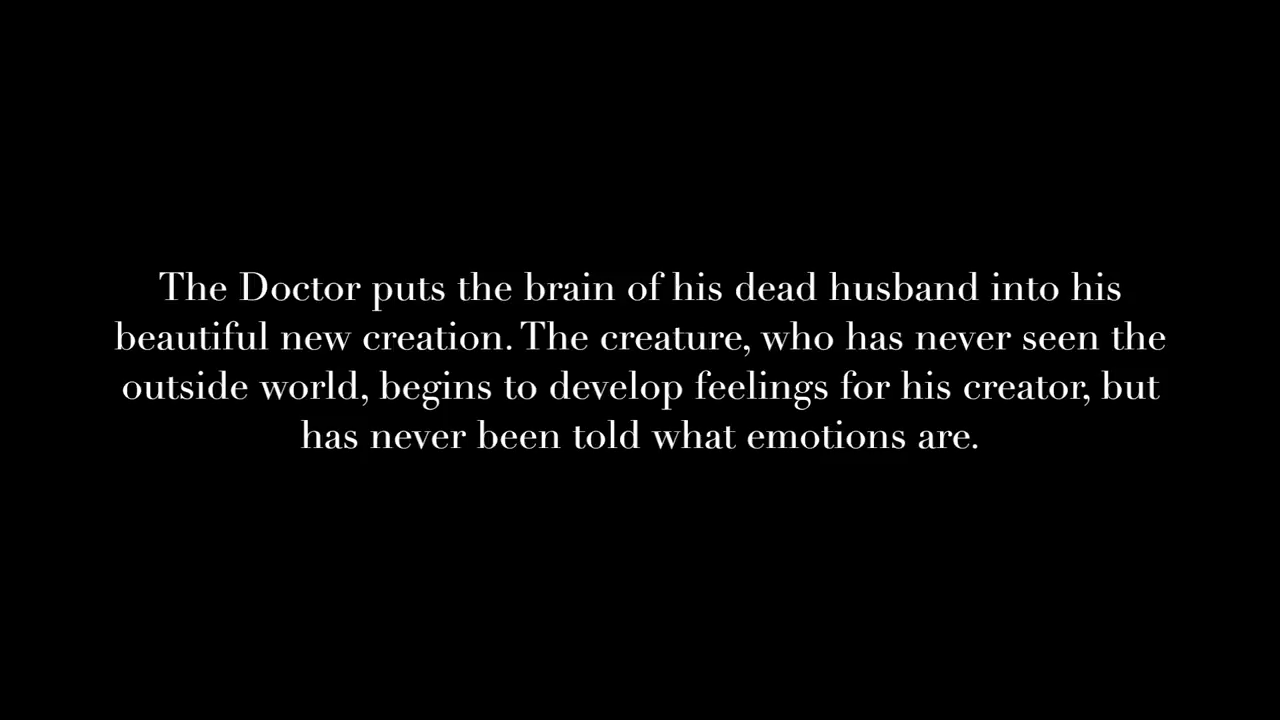 The Doctor puts the brain of his dead husband into his
beautiful new creation. The creature, who has never seen the
outside world, begins to develop feelings for his creator, but
has never been told what emotions are.